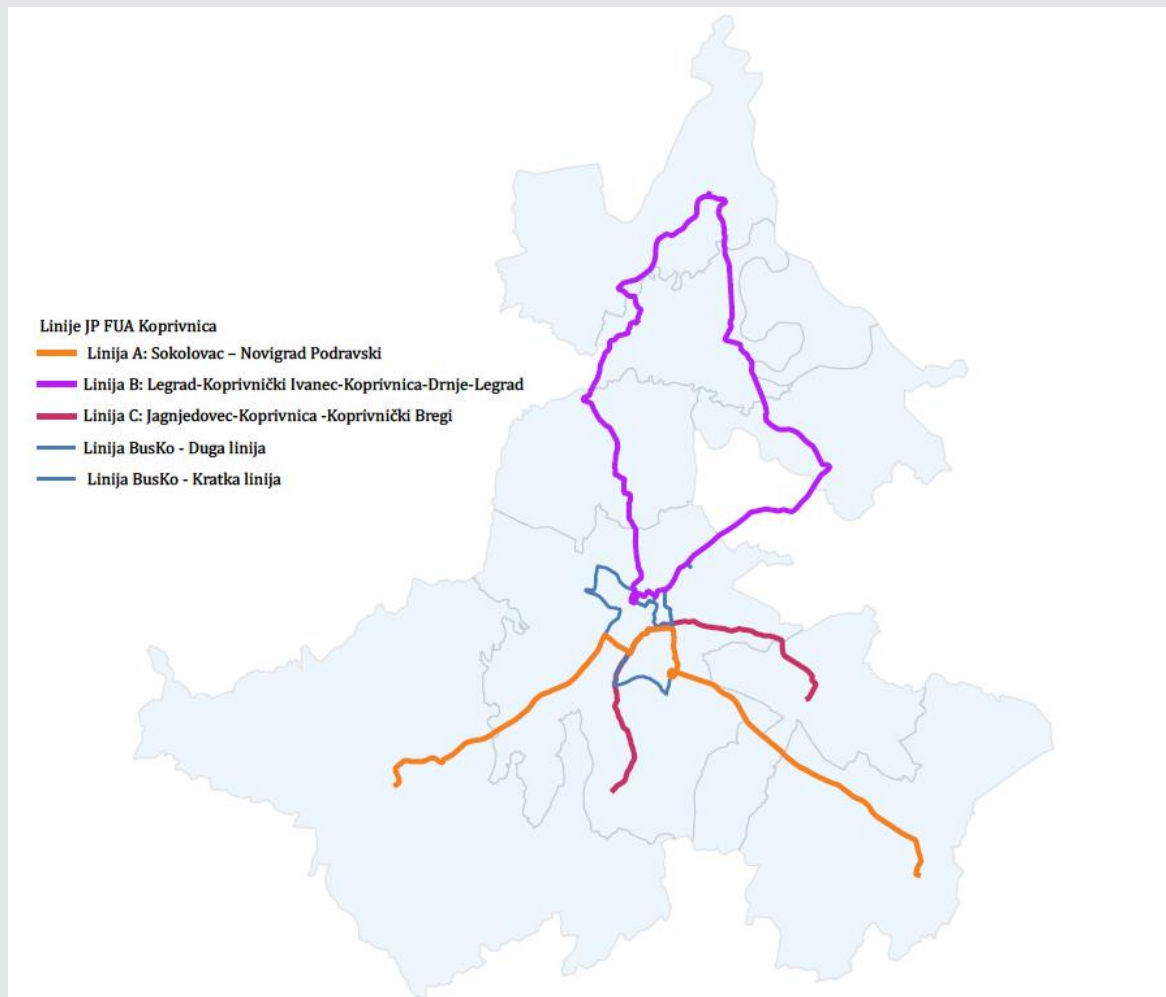 Linije JP FUA Koprivnica
Linija A: Sokolovac – Novigrad Podravski
Linija B: Legrad-Koprivnički Ivanec-Koprivnica-Drnje-Legrad
Linija C: Jagnjedovec-Koprivnica -Koprivnički Bregi
Linija BusKo - Duga linija
Linija BusKo - Kratka linija